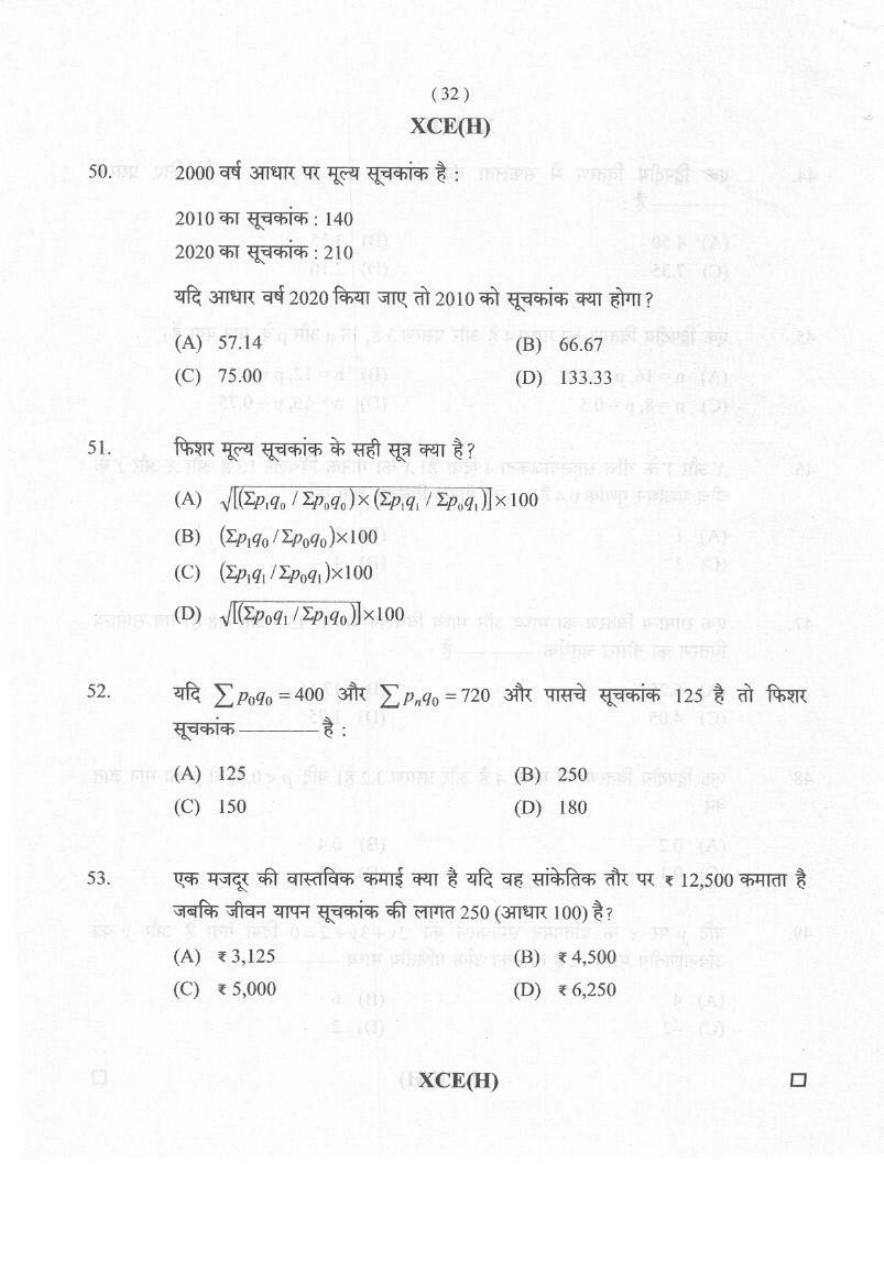 ( 32 )
XCE(H)
50. 2000 वर्ष आधार पर मूल्य सूचकांक है :
2010 का सूचकांक : 140
2020 का सूचकांक : 210
यदि आधार वर्ष 2020 किया जाए तो 2010 को सूचकांक क्या होगा ?
(A) 57.14 (B) 66.67
(C) 75.00 (D) 133.33
51. फिशर मूल्य सूचकांक के सही सूत्र क्या है ?
(A) √[(Σp₁q₀ / Σp₀q₀)×(Σp₁q₁ / Σp₀q₁)]×100
(B) (Σp₁q₀ / Σp₀q₀)×100
(C) (Σp₁q₁ / Σp₀q₁)×100
(D) √[(Σp₀q₁ / Σp₁q₀)]×100
52. यदि ∑p₀q₀ = 400 और ∑pₙq₀ = 720 और पासचे सूचकांक 125 है तो फिशर
सूचकांक ———— है :
(A) 125 (B) 250
(C) 150 (D) 180
53. एक मजदूर की वास्तविक कमाई क्या है यदि वह सांकेतिक तौर पर ₹ 12,500 कमाता है
जबकि जीवन यापन सूचकांक की लागत 250 (आधार 100) है?
(A) ₹ 3,125 (B) ₹ 4,500
(C) ₹ 5,000 (D) ₹ 6,250
XCE(H)